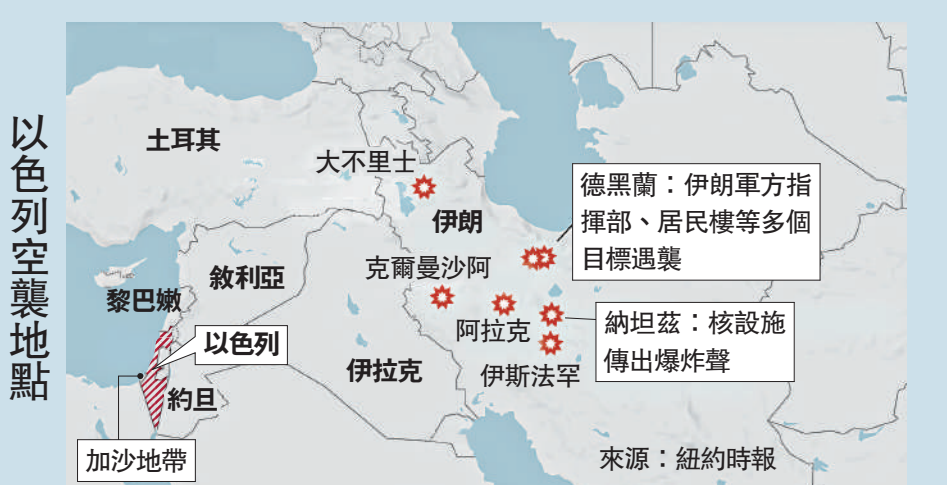 以色列空襲地點
土耳其
大不里士
德黑蘭：伊朗軍方指
揮部、居民樓等多個
目標遇襲
伊朗
克爾曼沙阿
敘利亞
黎巴嫩
納坦茲：核設施
傳出爆炸聲
阿拉克
以色列
伊拉克
伊斯法罕
約旦
加沙地帶
來源：紐約時報